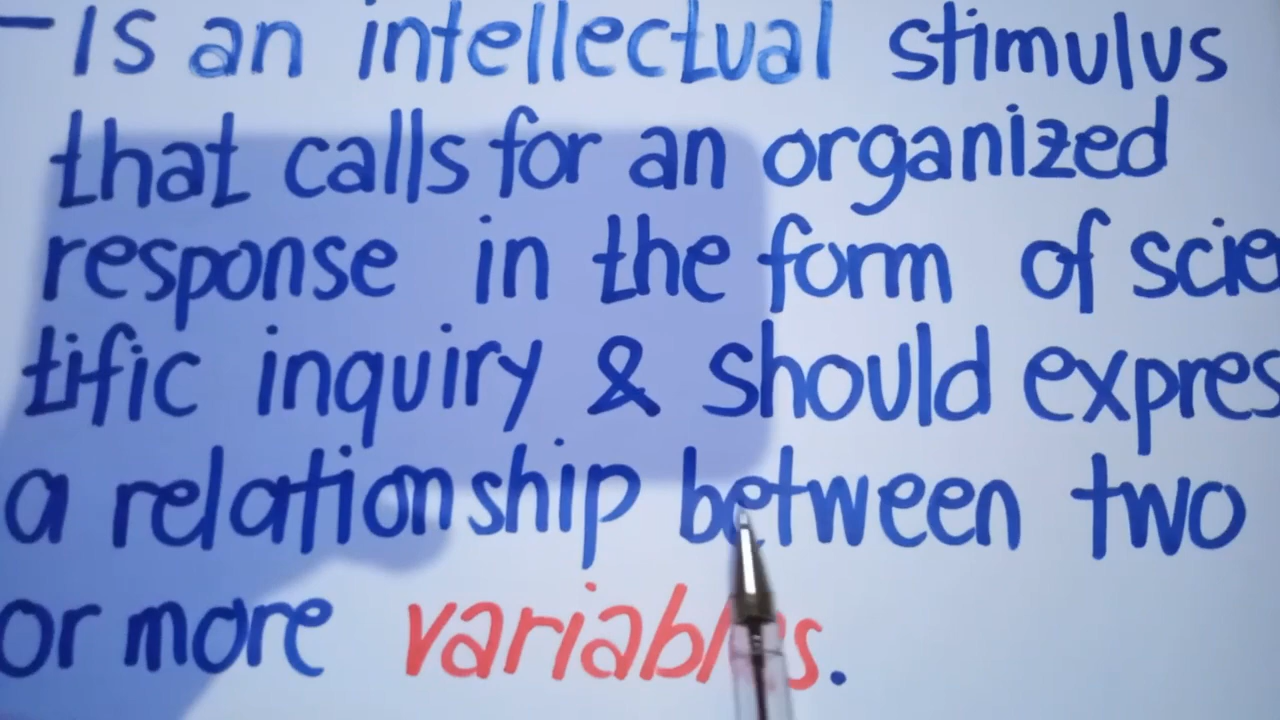 - Is an intellectual stimulus
that calls for an organized
response in the form of scie
tific inquiry & should expres
a relationship between two
or more variables.